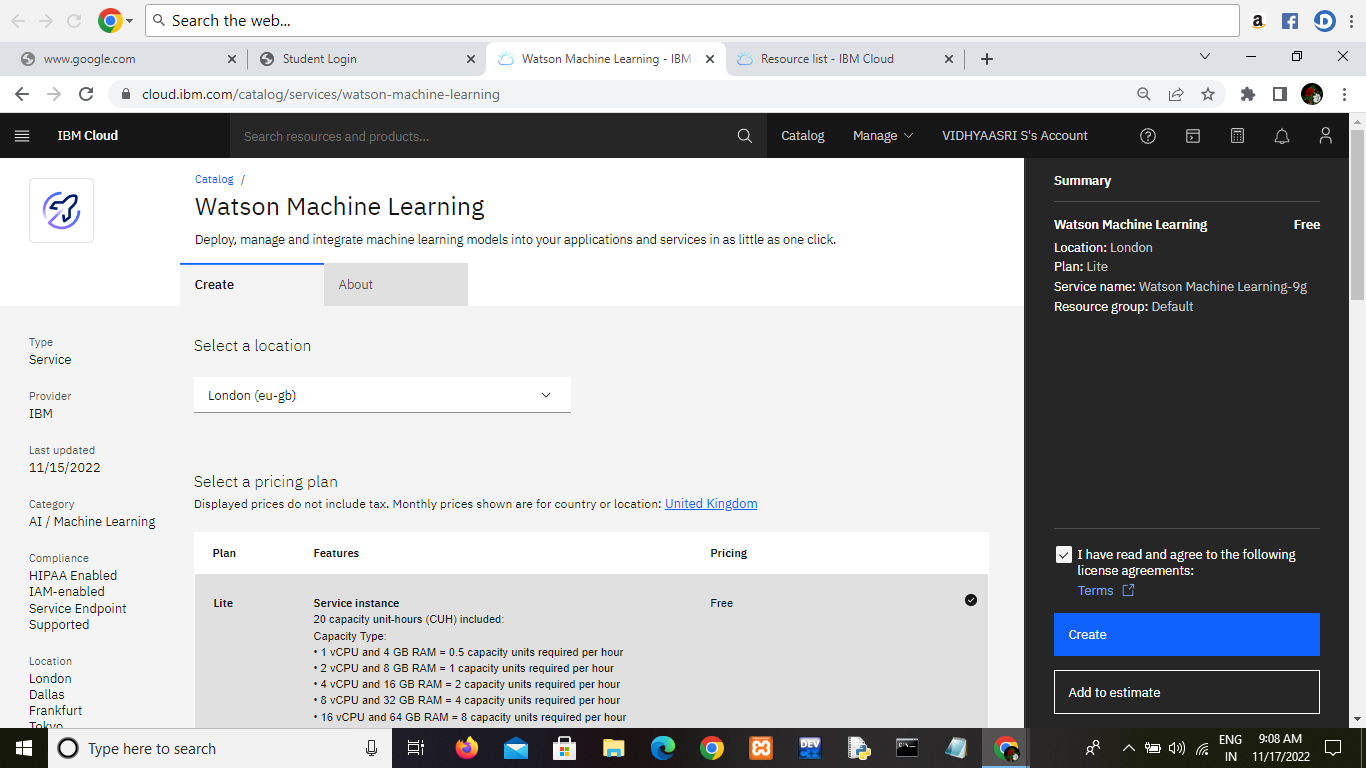 Search the web...
www.google.com
Student Login
Watson Machine Learning - IBM
Resource list - IBM Cloud
cloud.ibm.com/catalog/services/watson-machine-learning
IBM Cloud
Search resources and products...
Catalog
Manage
VIDHYAASRI S's Account
Catalog /
Watson Machine Learning
Deploy, manage and integrate machine learning models into your applications and services in as little as one click.
Create
About
Type
Service
Provider
IBM
Last updated
11/15/2022
Category
AI / Machine Learning
Compliance
HIPAA Enabled
IAM-enabled
Service Endpoint
Supported
Location
London
Dallas
Frankfurt
Tokyo
Select a location
London (eu-gb)
Select a pricing plan
Displayed prices do not include tax. Monthly prices shown are for country or location: United Kingdom
Plan Features Pricing
Lite
Service instance
Free
20 capacity unit-hours (CUH) included:
Capacity Type:
• 1 vCPU and 4 GB RAM = 0.5 capacity units required per hour
• 2 vCPU and 8 GB RAM = 1 capacity units required per hour
• 4 vCPU and 16 GB RAM = 2 capacity units required per hour
• 8 vCPU and 32 GB RAM = 4 capacity units required per hour
• 16 vCPU and 64 GB RAM = 8 capacity units required per hour
Summary
Watson Machine Learning Free
Location: London
Plan: Lite
Service name: Watson Machine Learning-9g
Resource group: Default
I have read and agree to the following
license agreements:
Terms
Create
Add to estimate
Type here to search
DEV
ENG
IN
9:08 AM
11/17/2022